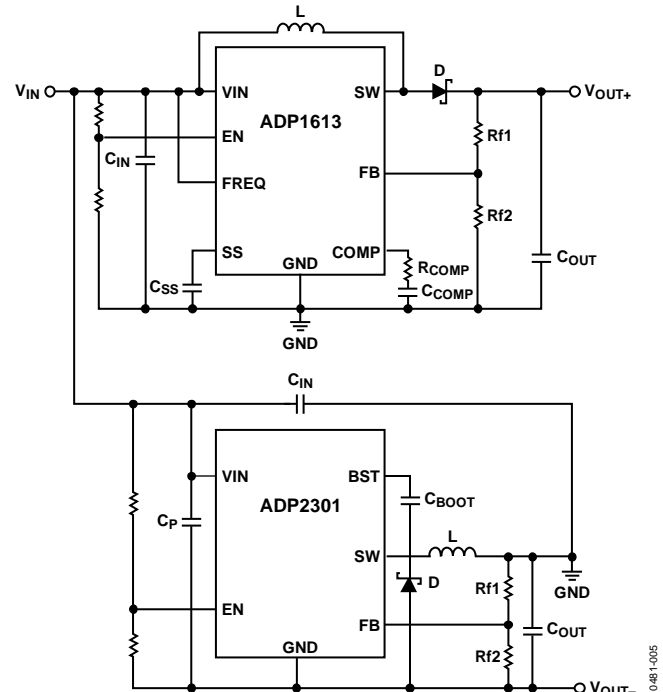 L
VIN
VIN
SW
D
VOUT+
ADP1613
EN
Rf1
CIN
FB
FREQ
Rf2
SS
COMP
COUT
GND
RCOMP
CSS
CCOMP
GND
CIN
VIN
BST
ADP2301
CBOOT
CP
L
SW
D
Rf1
GND
EN
FB
COUT
GND
Rf2
VOUT–
0481-005